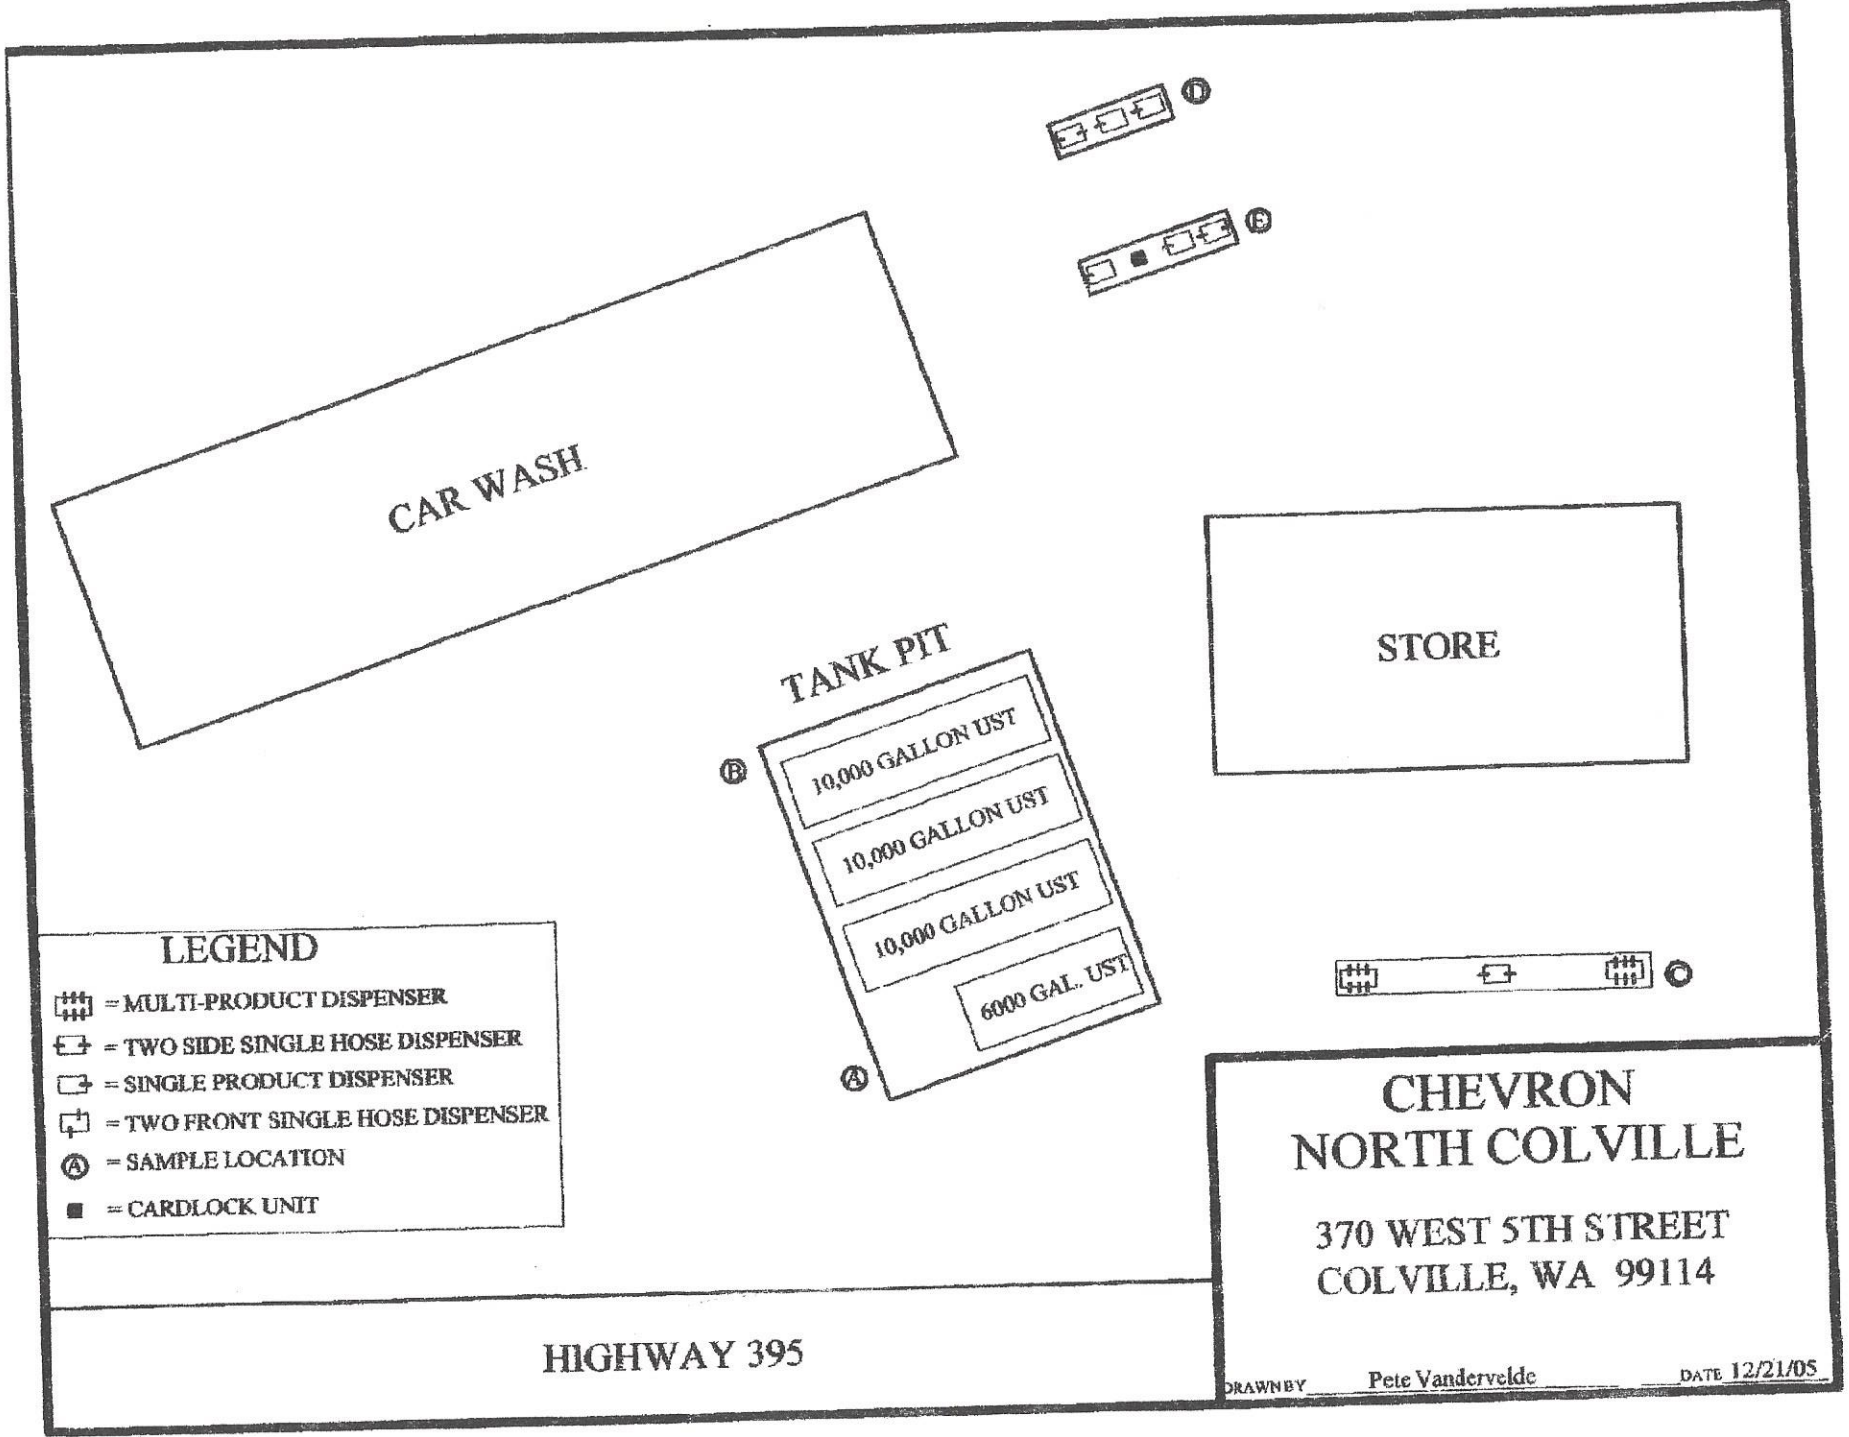 D
E
CAR WASH
STORE
TANK PIT
B
10,000 GALLON UST
10,000 GALLON UST
10,000 GALLON UST
6000 GAL.. UST
A
C
LEGEND
= MULTI-PRODUCT DISPENSER
= TWO SIDE SINGLE HOSE DISPENSER
= SINGLE PRODUCT DISPENSER
= TWO FRONT SINGLE HOSE DISPENSER
A = SAMPLE LOCATION
= CARDLOCK UNIT
HIGHWAY 395
CHEVRON
NORTH COLVILLE
370 WEST 5TH STREET
COLVILLE, WA 99114
DRAWN BY Pete Vandervelde DATE 12/21/05